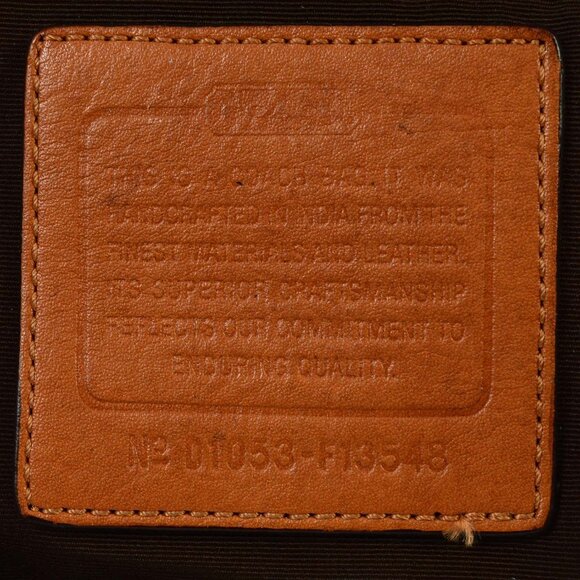 COACH
THIS IS A COACH BAG. IT WAS
HANDCRAFTED IN INDIA FROM THE
FINEST MATERIALS AND LEATHER.
ITS SUPERIOR CRAFTSMANSHIP
REFLECTS OUR COMMITMENT TO
ENDURING QUALITY.
Nº D1053-F13548